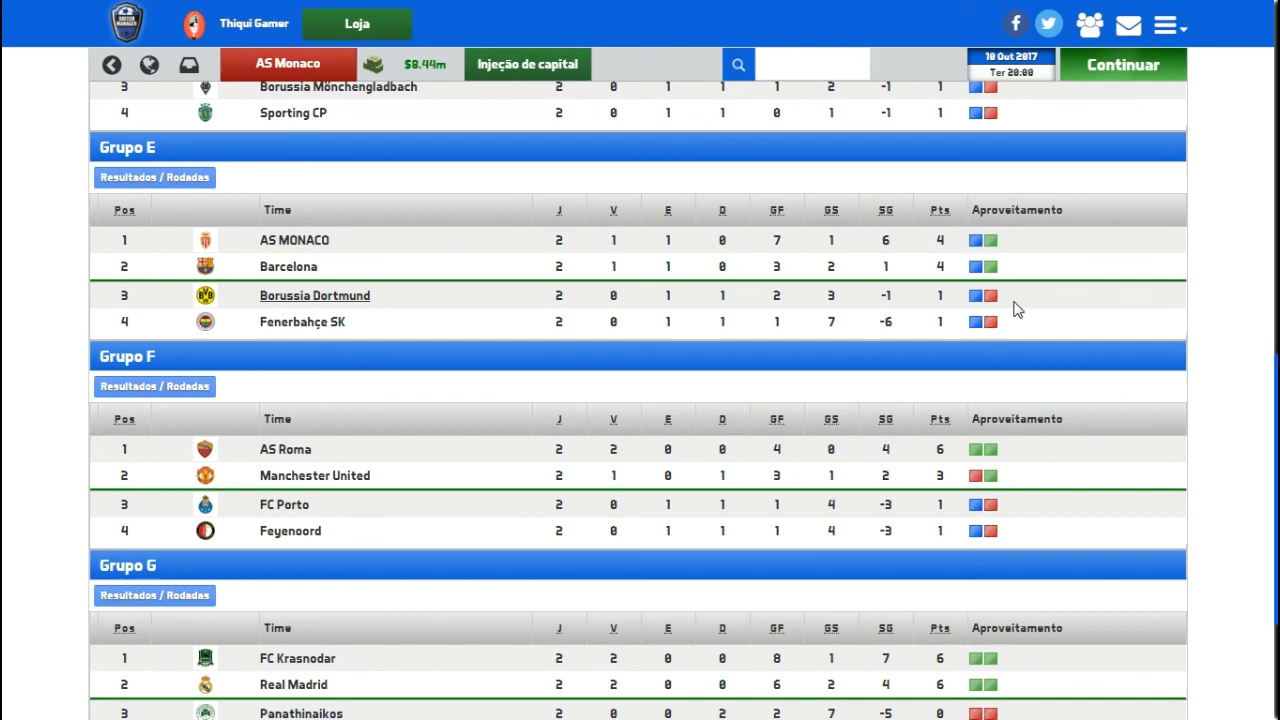 Thiqui Gamer Loja
AS Monaco $8.44m Injeção de capital 10 Out 2017 Ter 20:00 Continuar
3 Borussia Mönchengladbach 2 0 1 1 1 2 -1 1
4 Sporting CP 2 0 1 1 0 1 -1 1
Grupo E
Resultados / Rodadas
Pos Time J V E D GF GS SG Pts Aproveitamento
1 AS MONACO 2 1 1 0 7 1 6 4
2 Barcelona 2 1 1 0 3 2 1 4
3 Borussia Dortmund 2 0 1 1 2 3 -1 1
4 Fenerbahçe SK 2 0 1 1 1 7 -6 1
Grupo F
Resultados / Rodadas
Pos Time J V E D GF GS SG Pts Aproveitamento
1 AS Roma 2 2 0 0 4 0 4 6
2 Manchester United 2 1 0 1 3 1 2 3
3 FC Porto 2 0 1 1 1 4 -3 1
4 Feyenoord 2 0 1 1 1 4 -3 1
Grupo G
Resultados / Rodadas
Pos Time J V E D GF GS SG Pts Aproveitamento
1 FC Krasnodar 2 2 0 0 8 1 7 6
2 Real Madrid 2 2 0 0 6 2 4 6
3 Panathinaikos 2 0 0 2 2 7 -5 0